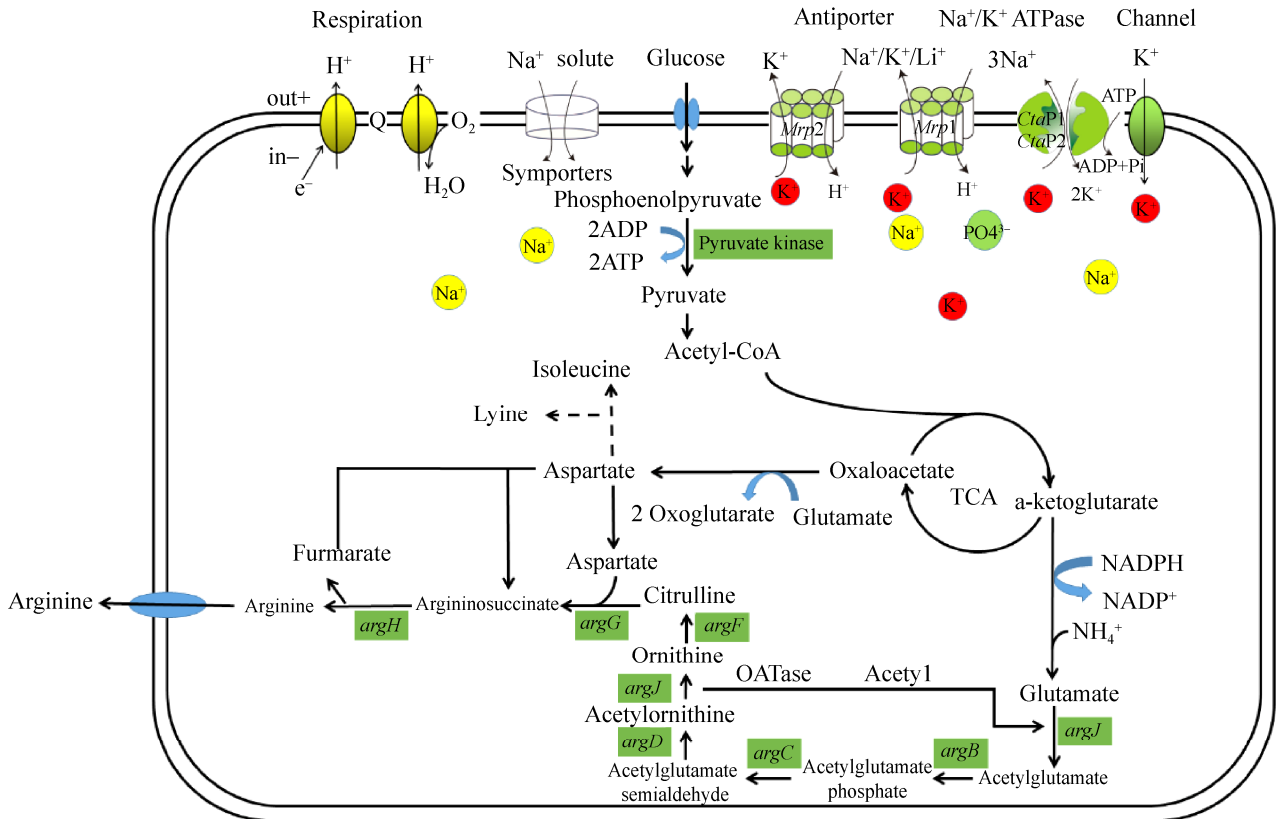 Respiration
Antiporter
Na⁺/K⁺ ATPase
Channel
H⁺
H⁺
Na⁺ solute
Glucose
K⁺
Na⁺/K⁺/Li⁺
3Na⁺
K⁺
out+
Q
O₂
Mrp2
Mrp1
CtaP1
CtaP2
ATP
in−
e⁻
H₂O
Symporters
ADP+Pi
K⁺
H⁺
K⁺
H⁺
K⁺
2K⁺
K⁺
Phosphoenolpyruvate
2ADP
2ATP
Pyruvate kinase
Na⁺
Na⁺
PO4³⁻
Na⁺
Na⁺
K⁺
Pyruvate
Acetyl-CoA
Isoleucine
Lyine
Aspartate
Oxaloacetate
TCA
a-ketoglutarate
2 Oxoglutarate
Glutamate
Furmarate
Aspartate
NADPH
NADP⁺
Arginine
Arginine
Argininosuccinate
Citrulline
argH
argG
argF
NH₄⁺
Ornithine
OATase
Acety1
Glutamate
argJ
Acetylornithine
argJ
argD
argC
argB
Acetylglutamate
semialdehyde
Acetylglutamate
phosphate
Acetylglutamate